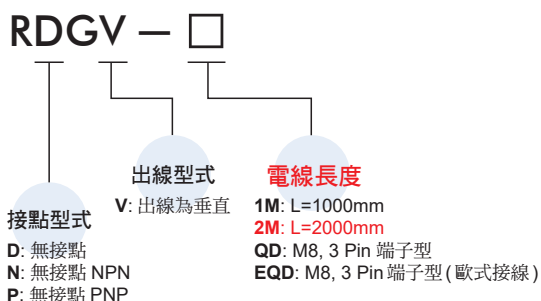 RDGV — □
接點型式
D: 無接點
N: 無接點 NPN
P: 無接點 PNP
出線型式
V: 出線為垂直
電線長度
1M: L=1000mm
2M: L=2000mm
QD: M8, 3 Pin 端子型
EQD: M8, 3 Pin 端子型 ( 歐式接線 )